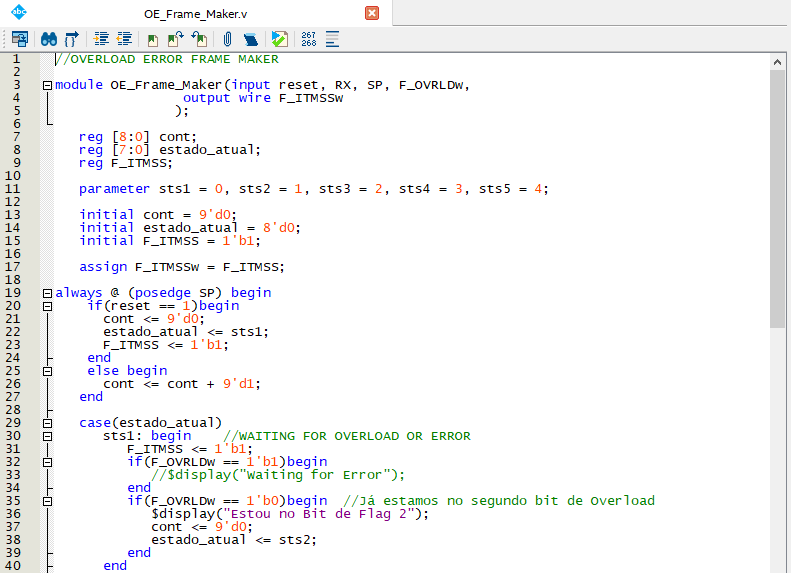 abc OE_Frame_Maker.v
267
268
1 //OVERLOAD ERROR FRAME MAKER
2
3 module OE_Frame_Maker(input reset, RX, SP, F_OVRLDw,
4 output wire F_ITMSSw
5 );
6
7 reg [8:0] cont;
8 reg [7:0] estado_atual;
9 reg F_ITMSS;
10
11 parameter sts1 = 0, sts2 = 1, sts3 = 2, sts4 = 3, sts5 = 4;
12
13 initial cont = 9'd0;
14 initial estado_atual = 8'd0;
15 initial F_ITMSS = 1'b1;
16
17 assign F_ITMSSw = F_ITMSS;
18
19 always @ (posedge SP) begin
20 if(reset == 1)begin
21 cont <= 9'd0;
22 estado_atual <= sts1;
23 F_ITMSS <= 1'b1;
24 end
25 else begin
26 cont <= cont + 9'd1;
27 end
28
29 case(estado_atual)
30 sts1: begin //WAITING FOR OVERLOAD OR ERROR
31 F_ITMSS <= 1'b1;
32 if(F_OVRLDw == 1'b1)begin
33 //$display("Waiting for Error");
34 end
35 if(F_OVRLDw == 1'b0)begin //Já estamos no segundo bit de Overload
36 $display("Estou no Bit de Flag 2");
37 cont <= 9'd0;
38 estado_atual <= sts2;
39 end
40 end